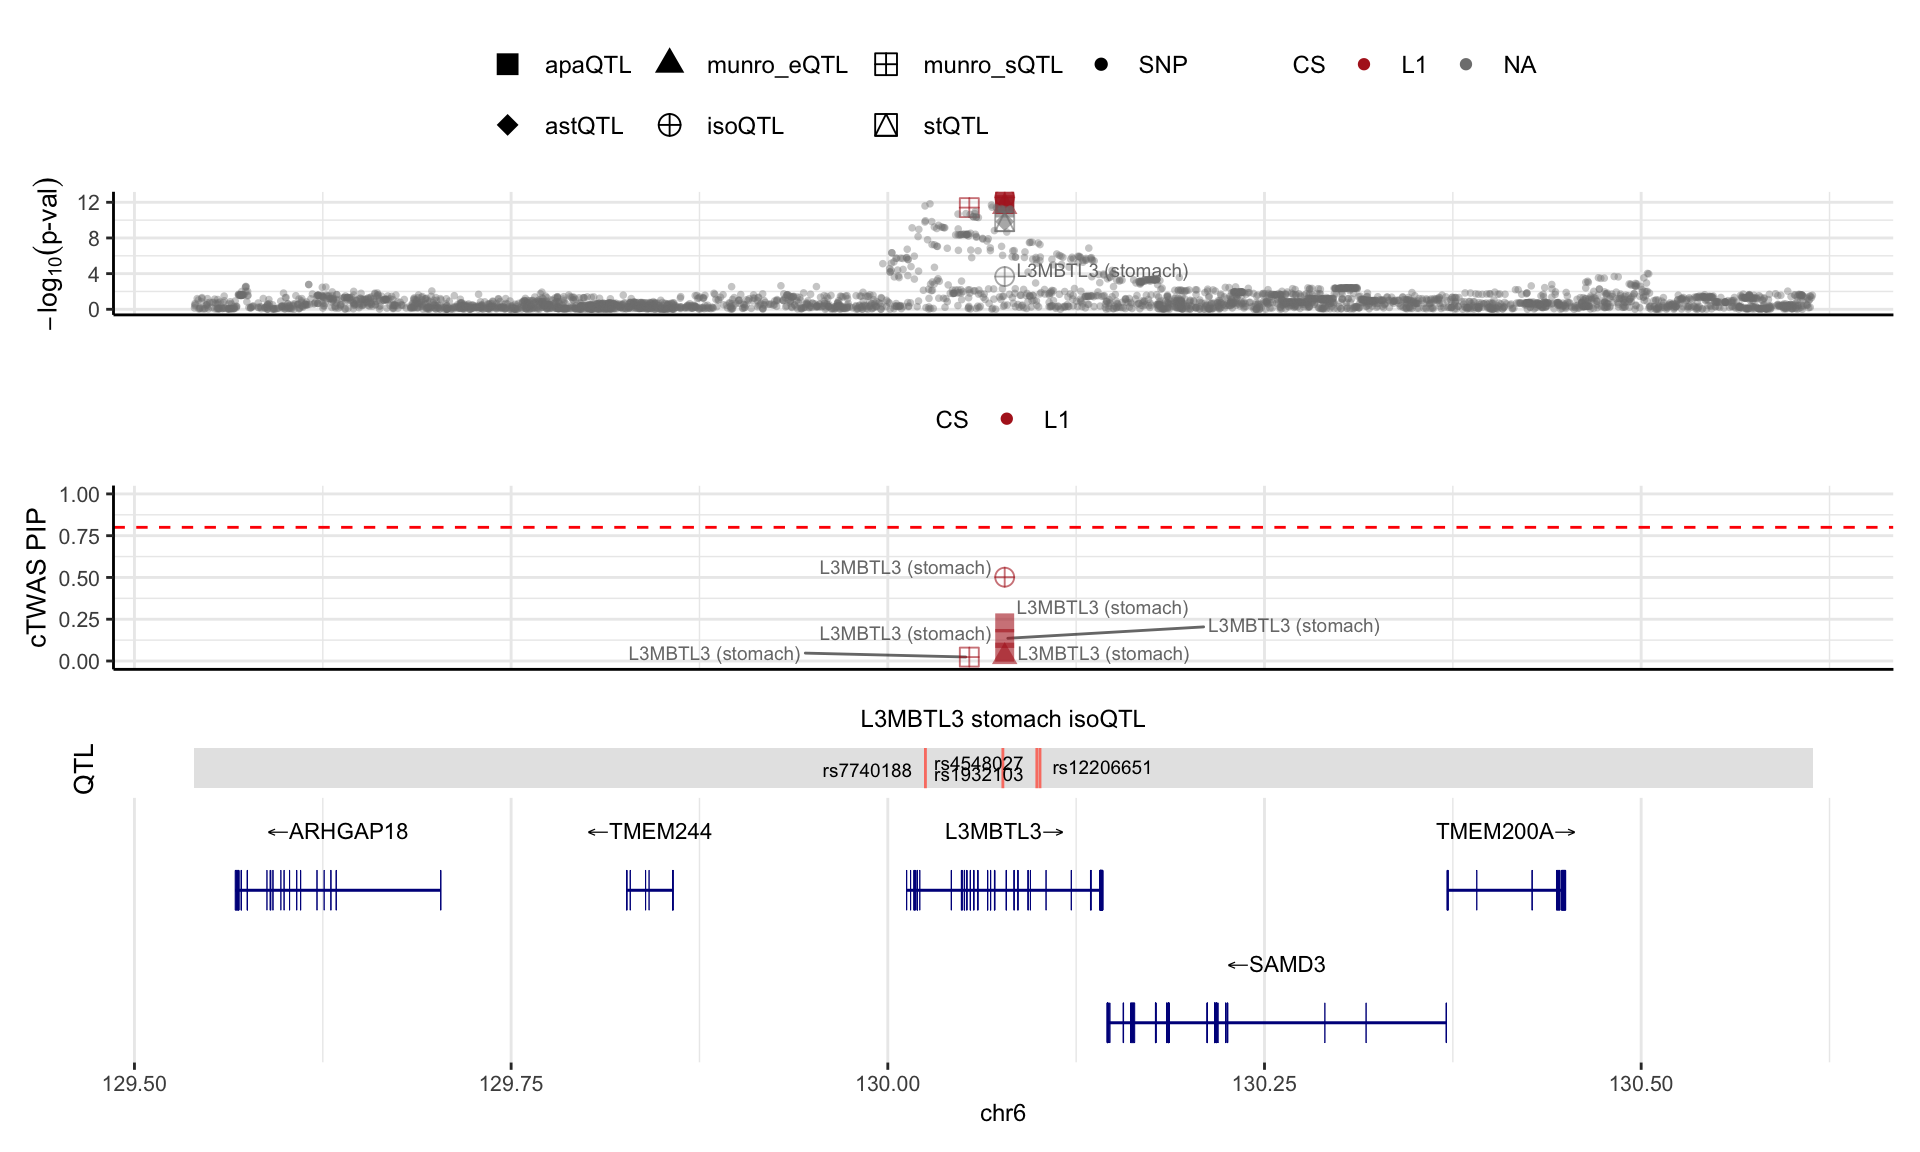 apaQTL munro_eQTL munro_sQTL SNP CS L1 NA
astQTL isoQTL stQTL
−log10(p-val)
12
8
4
0
L3MBTL3 (stomach)
CS L1
cTWAS PIP
1.00
0.75
0.50
0.25
0.00
L3MBTL3 (stomach)
L3MBTL3 (stomach)
L3MBTL3 (stomach)
L3MBTL3 (stomach)
L3MBTL3 (stomach)
L3MBTL3 (stomach)
L3MBTL3 stomach isoQTL
QTL
rs7740188
rs4548027
rs1932103
rs12206651
←ARHGAP18 ←TMEM244 L3MBTL3→ TMEM200A→
←SAMD3
129.50 129.75 130.00 130.25 130.50
chr6